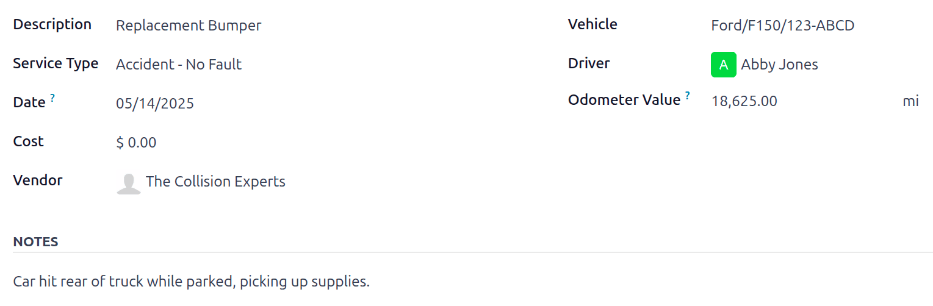 Description Replacement Bumper Vehicle Ford/F150/123-ABCD
Service Type Accident - No Fault Driver A Abby Jones
Date ? 05/14/2025 Odometer Value ? 18,625.00 mi
Cost $ 0.00
Vendor The Collision Experts
NOTES
Car hit rear of truck while parked, picking up supplies.